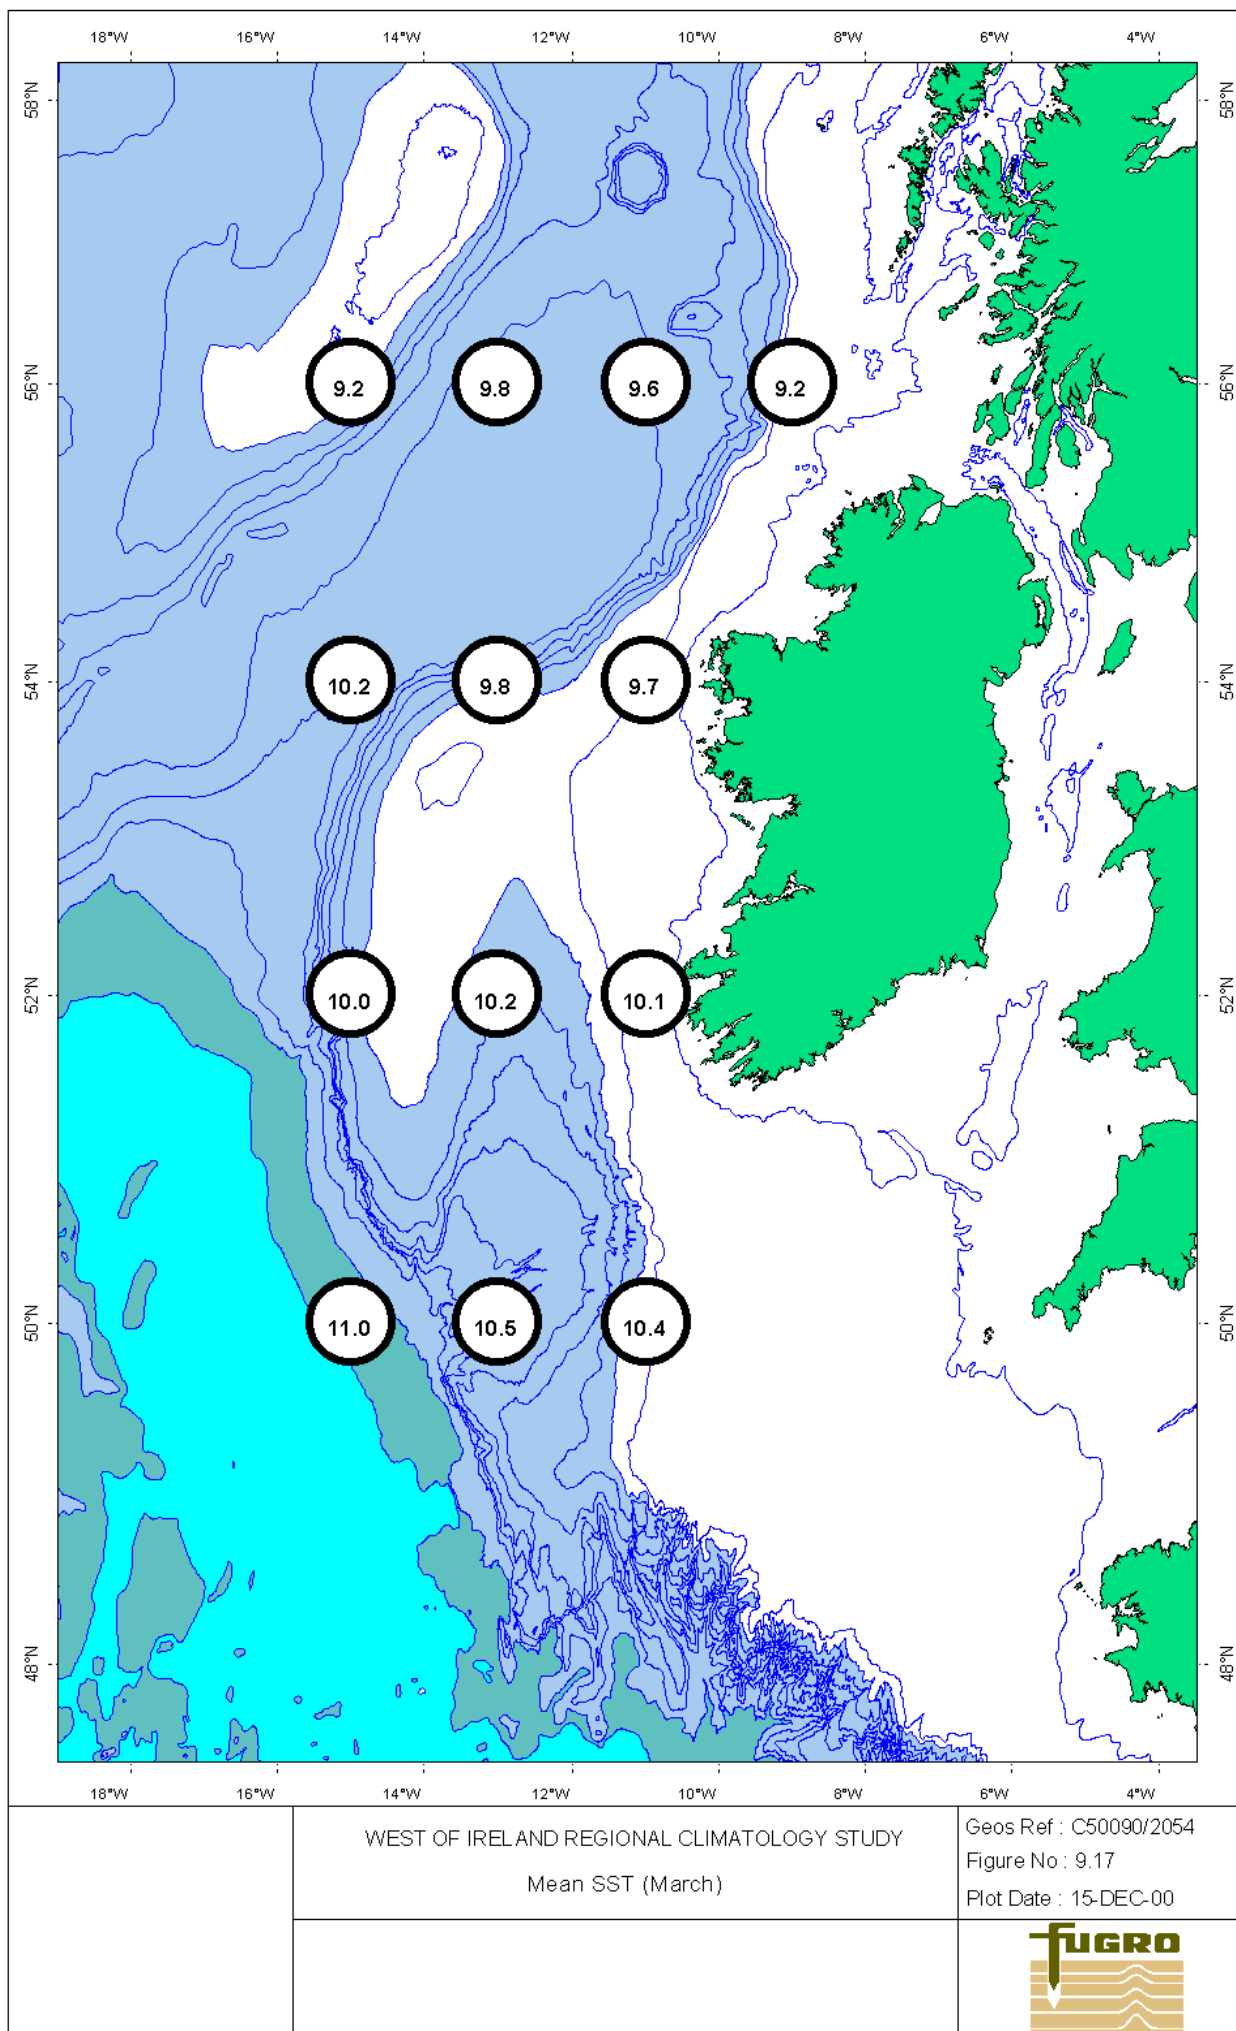 18°W 16°W 14°W 12°W 10°W 8°W 6°W 4°W
58°N 58°N
56°N 9.2 9.8 9.6 9.2 56°N
54°N 10.2 9.8 9.7 54°N
52°N 10.0 10.2 10.1 52°N
50°N 11.0 10.5 10.4 50°N
48°N 48°N
18°W 16°W 14°W 12°W 10°W 8°W 6°W 4°W
WEST OF IRELAND REGIONAL CLIMATOLOGY STUDY
Mean SST (March)
Geos Ref : C50090/2054
Figure No : 9.17
Plot Date : 15-DEC-00
FUGRO